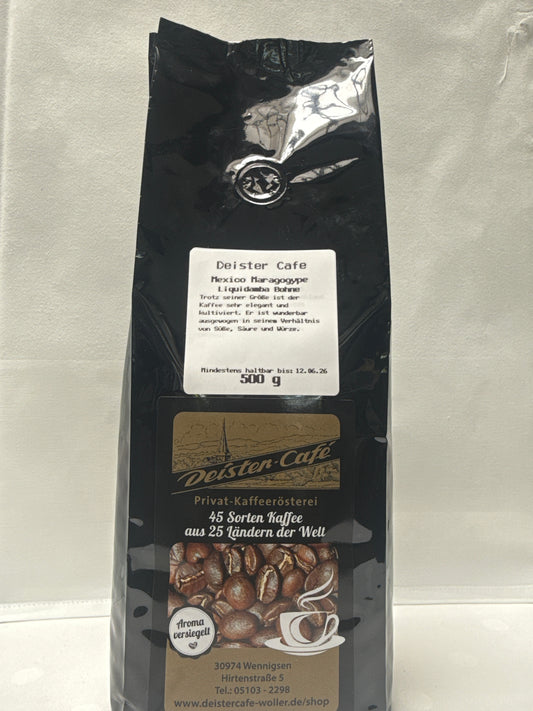 Deister Cafe
Mexico Maragogype
Liquidamba Bohne
Trotz seiner Größe ist der
Kaffee sehr elegant und
kultiviert. Er ist wunderbar
ausgewogen in seinem Verhältnis
von Süße, Säure und Würze.
Mindestens haltbar bis: 12.06.26
500 g
Deister-Café
Privat-Kaffeerösterei
45 Sorten Kaffee
aus 25 Ländern der Welt
Aroma
versiegelt
30974 Wennigsen
Hirtenstraße 5
Tel.: 05103 - 2298
www.deistercafe-woller.de/shop